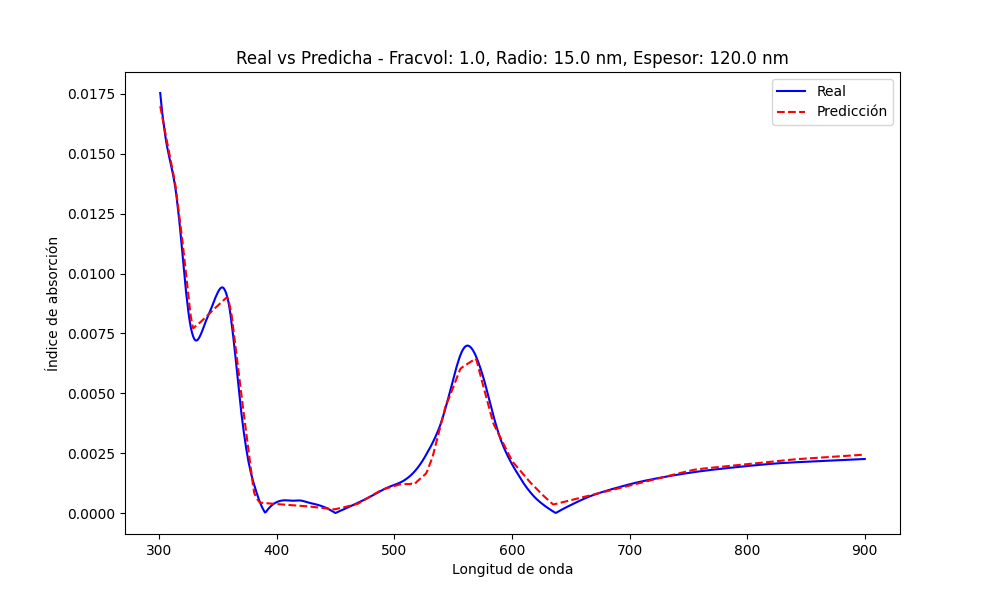 Real vs Predicha - Fracvol: 1.0, Radio: 15.0 nm, Espesor: 120.0 nm
Real
Predicción
Índice de absorción
0.0175
0.0150
0.0125
0.0100
0.0075
0.0050
0.0025
0.0000
300 400 500 600 700 800 900
Longitud de onda